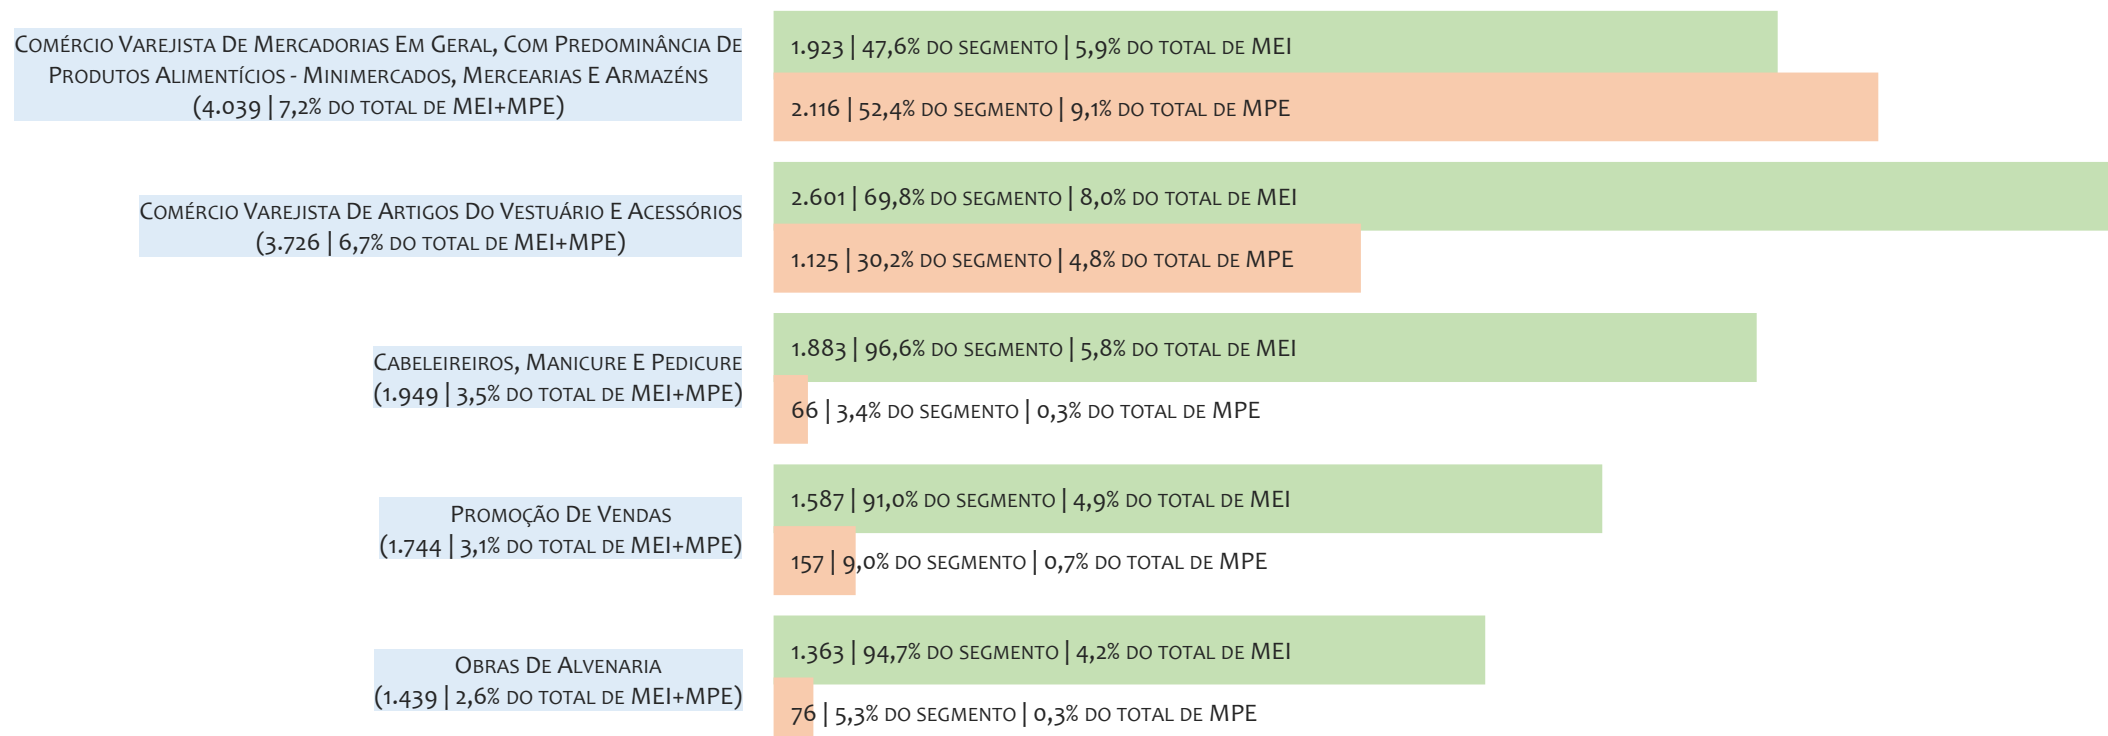 Comércio Varejista De Mercadorias Em Geral, Com Predominância De
Produtos Alimentícios - Minimercados, Mercearias E Armazéns
(4.039 | 7,2% do total de MEI+MPE)
1.923 | 47,6% do segmento | 5,9% do total de MEI
2.116 | 52,4% do segmento | 9,1% do total de MPE
Comércio Varejista De Artigos Do Vestuário E Acessórios
(3.726 | 6,7% do total de MEI+MPE)
2.601 | 69,8% do segmento | 8,0% do total de MEI
1.125 | 30,2% do segmento | 4,8% do total de MPE
Cabeleireiros, Manicure E Pedicure
(1.949 | 3,5% do total de MEI+MPE)
1.883 | 96,6% do segmento | 5,8% do total de MEI
66 | 3,4% do segmento | 0,3% do total de MPE
Promoção De Vendas
(1.744 | 3,1% do total de MEI+MPE)
1.587 | 91,0% do segmento | 4,9% do total de MEI
157 | 9,0% do segmento | 0,7% do total de MPE
Obras De Alvenaria
(1.439 | 2,6% do total de MEI+MPE)
1.363 | 94,7% do segmento | 4,2% do total de MEI
76 | 5,3% do segmento | 0,3% do total de MPE